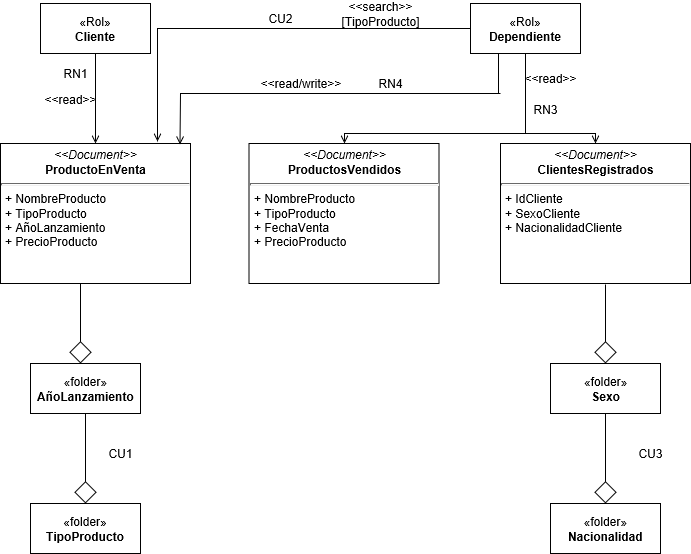 «Rol»
Cliente
CU2
<<search>>
[TipoProducto]
«Rol»
Dependiente
RN1
<<read>>
<<read/write>>
RN4
<<read>>
RN3
<<Document>>
ProductoEnVenta
+ NombreProducto
+ TipoProducto
+ AñoLanzamiento
+ PrecioProducto
<<Document>>
ProductosVendidos
+ NombreProducto
+ TipoProducto
+ FechaVenta
+ PrecioProducto
<<Document>>
ClientesRegistrados
+ IdCliente
+ SexoCliente
+ NacionalidadCliente
«folder»
AñoLanzamiento
«folder»
Sexo
CU1
CU3
«folder»
TipoProducto
«folder»
Nacionalidad